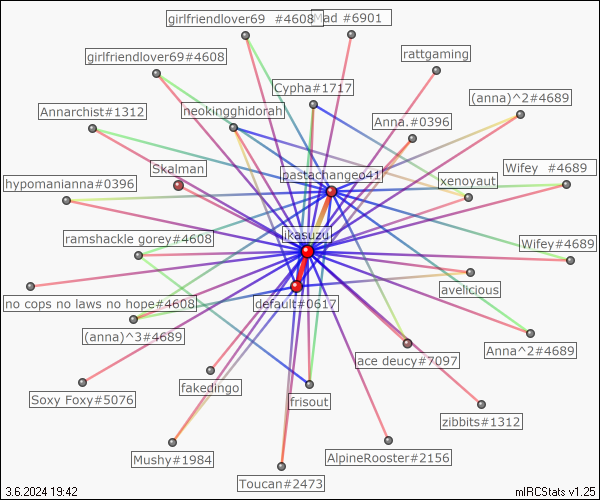 girlfriendlover69 #4608
Mad #6901
girlfriendlover69#4608
rattgaming
Cypha#1717
(anna)^2#4689
Annarchist#1312
neokingghidorah
Anna.#0396
Skalman
pastachangeo41
hypomanianna#0396
xenoyaut
Wifey #4689
ramshackle gorey#4608
ikasuzu
Wifey#4689
no cops no laws no hope#4608
default#0617
avelicious
(anna)^3#4689
Anna^2#4689
ace deucy#7097
fakedingo
frisout
Soxy Foxy#5076
zibbits#1312
Mushy#1984
AlpineRooster#2156
Toucan#2473
3.6.2024 19:42
mIRCStats v1.25